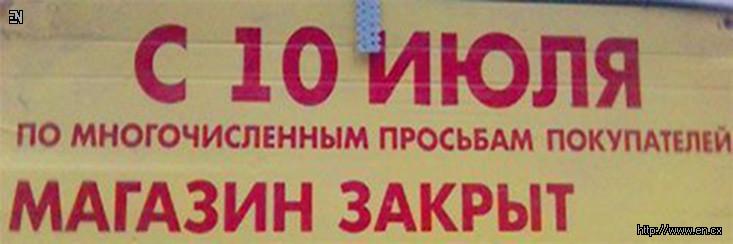 EN
С 10 ИЮЛЯ
ПО МНОГОЧИСЛЕННЫМ ПРОСЬБАМ ПОКУПАТЕЛЕЙ
МАГАЗИН ЗАКРЫТ
http://www.en.cx